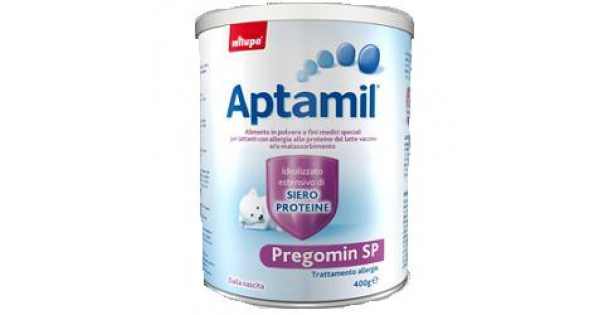 milupa
Aptamil®
Alimento in polvere a fini medici speciali
per lattanti con allergia alle proteine del latte vaccino
e/o malassorbimento
Idrolizzato
estensivo di
SIERO
PROTEINE
Pregomin SP
Trattamento allergia
Dalla nascita
400g℮